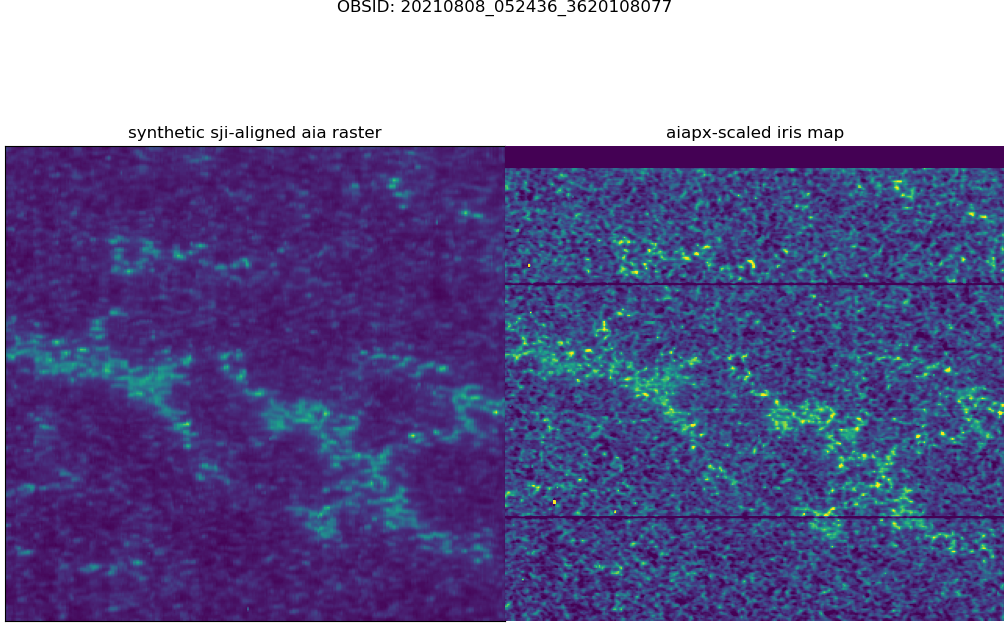 OBSID: 20210808_052436_3620108077
synthetic sji-aligned aia raster
aiapx-scaled iris map